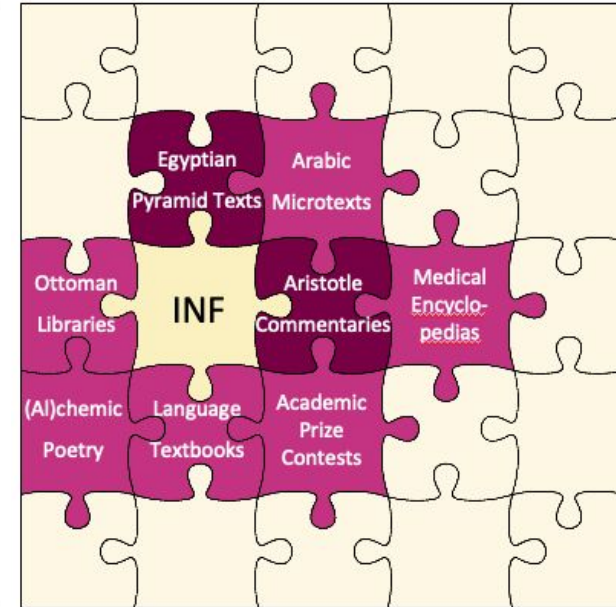 Egyptian
Pyramid Texts
Arabic
Microtexts
Ottoman
Libraries
INF
Aristotle
Commentaries
Medical
Encyclo-
pedias
(Al)chemic
Poetry
Language
Textbooks
Academic
Prize
Contests